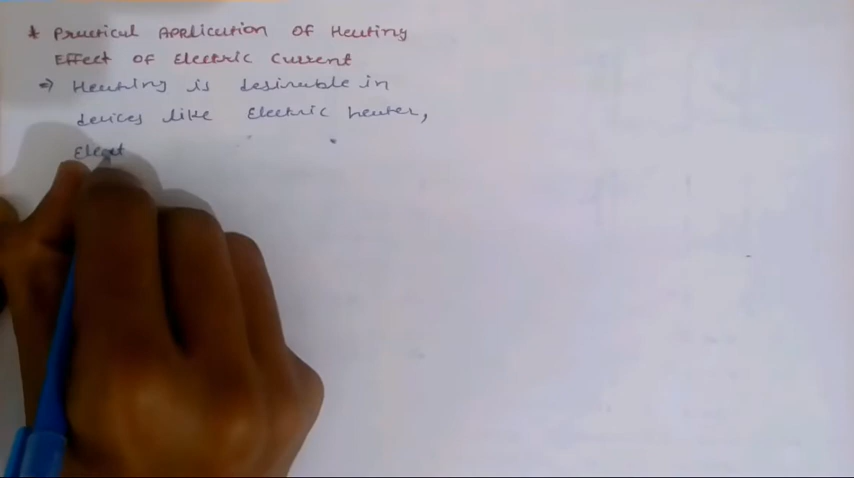 * Practical Application of Heating
Effect of Electric Current
⇒ Heating is desirable in
devices like Electric heater,
Elect